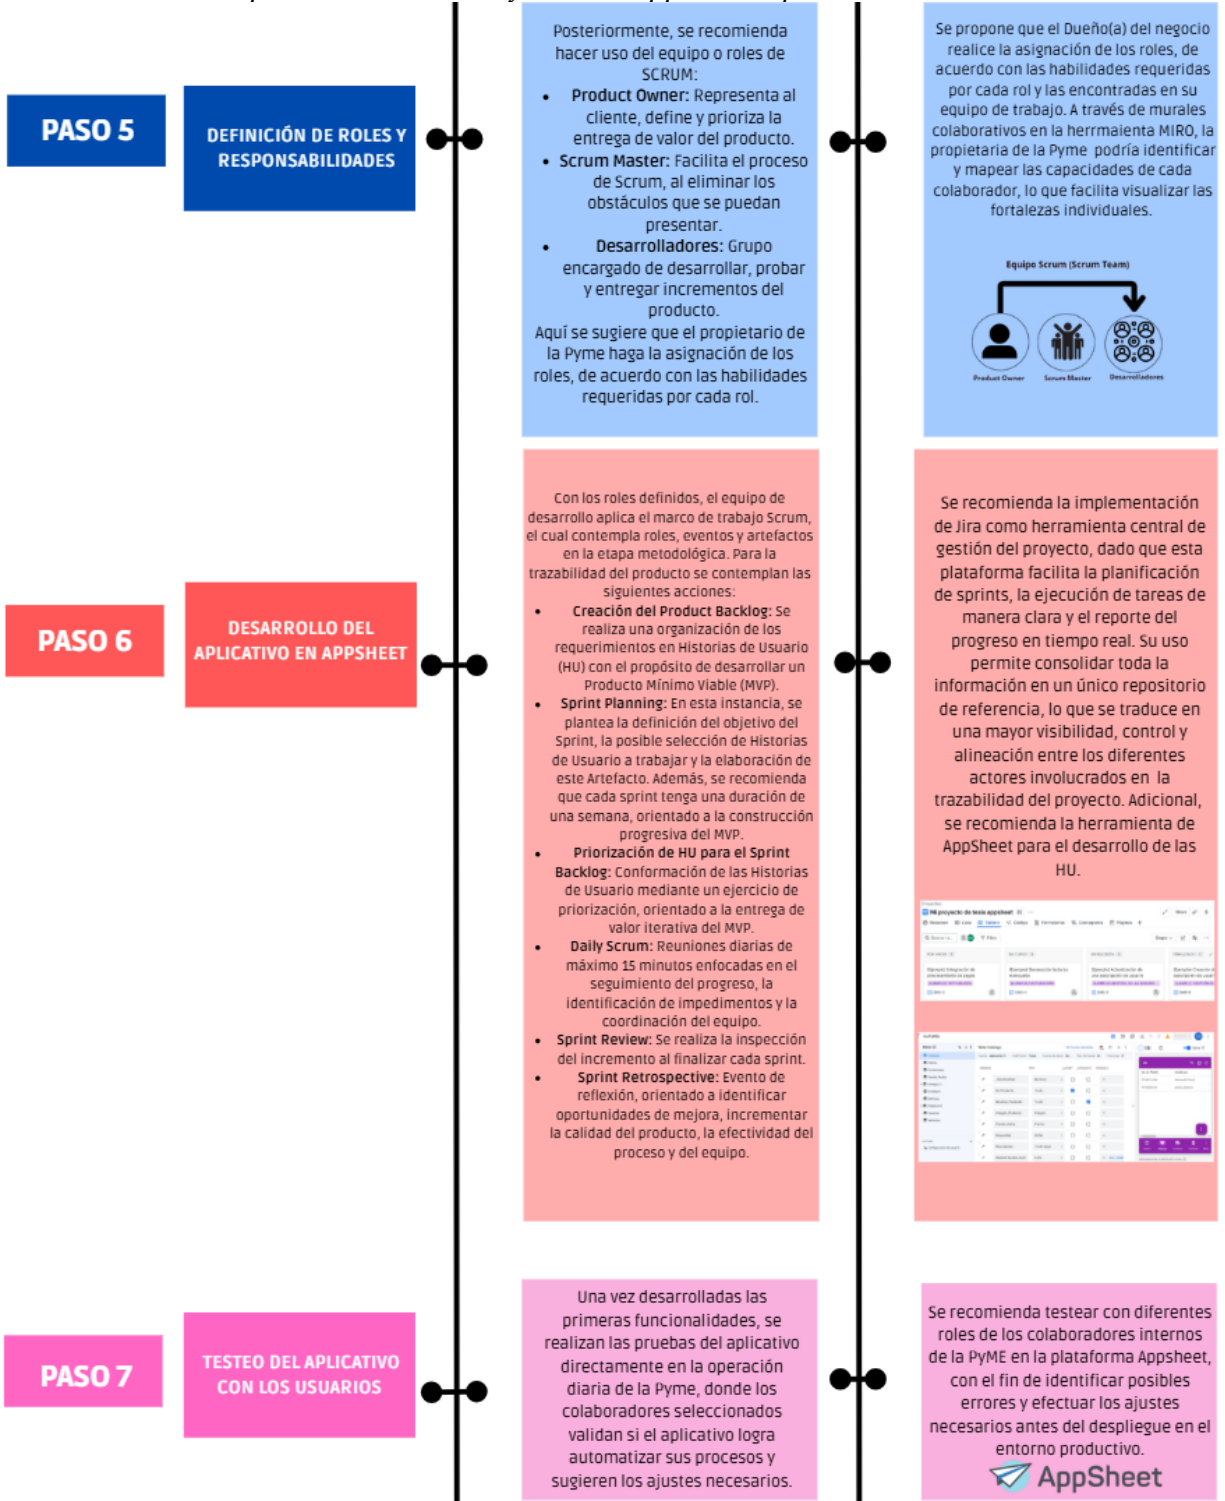 PASO 5
DEFINICIÓN DE ROLES Y
RESPONSABILIDADES
Posteriormente, se recomienda
hacer uso del equipo o roles de
SCRUM:
• Product Owner: Representa al
cliente, define y prioriza la
entrega de valor del producto.
• Scrum Master: Facilita el proceso
de Scrum, al eliminar los
obstáculos que se puedan
presentar.
• Desarrolladores: Grupo
encargado de desarrollar, probar
y entregar incrementos del
producto.
Aquí se sugiere que el propietario de
la Pyme haga la asignación de los
roles, de acuerdo con las habilidades
requeridas por cada rol.
Se propone que el Dueño(a) del negocio
realice la asignación de los roles, de
acuerdo con las habilidades requeridas
por cada rol y las encontradas en su
equipo de trabajo. A través de murales
colaborativos en la herrmaienta MIRO, la
propietaria de la Pyme podría identificar
y mapear las capacidades de cada
colaborador, lo que facilita visualizar las
fortalezas individuales.
Equipo Scrum (Scrum Team)
Product Owner
Scrum Master
Desarrolladores
PASO 6
DESARROLLO DEL
APLICATIVO EN APPSHEET
Con los roles definidos, el equipo de
desarrollo aplica el marco de trabajo Scrum,
el cual contempla roles, eventos y artefactos
en la etapa metodológica. Para la
trazabilidad del producto se contemplan las
siguientes acciones:
• Creación del Product Backlog: Se
realiza una organización de los
requerimientos en Historias de Usuario
(HU) con el propósito de desarrollar un
Producto Mínimo Viable (MVP).
• Sprint Planning: En esta instancia, se
plantea la definición del objetivo del
Sprint, la posible selección de Historias
de Usuario a trabajar y la elaboración de
este Artefacto. Además, se recomienda
que cada sprint tenga una duración de
una semana, orientado a la construcción
progresiva del MVP.
• Priorización de HU para el Sprint
Backlog: Conformación de las Historias
de Usuario mediante un ejercicio de
priorización, orientado a la entrega de
valor iterativa del MVP.
• Daily Scrum: Reuniones diarias de
máximo 15 minutos enfocadas en el
seguimiento del progreso, la
identificación de impedimentos y la
coordinación del equipo.
• Sprint Review: Se realiza la inspección
del incremento al finalizar cada sprint.
• Sprint Retrospective: Evento de
reflexión, orientado a identificar
oportunidades de mejora, incrementar
la calidad del producto, la efectividad del
proceso y del equipo.
Se recomienda la implementación
de Jira como herramienta central de
gestión del proyecto, dado que esta
plataforma facilita la planificación
de sprints, la ejecución de tareas de
manera clara y el reporte del
progreso en tiempo real. Su uso
permite consolidar toda la
información en un único repositorio
de referencia, lo que se traduce en
una mayor visibilidad, control y
alineación entre los diferentes
actores involucrados en la
trazabilidad del proyecto. Adicional,
se recomienda la herramienta de
AppSheet para el desarrollo de las
HU.
Mi proyecto de tesis appsheet
PASO 7
TESTEO DEL APLICATIVO
CON LOS USUARIOS
Una vez desarrolladas las
primeras funcionalidades, se
realizan las pruebas del aplicativo
directamente en la operación
diaria de la Pyme, donde los
colaboradores seleccionados
validan si el aplicativo logra
automatizar sus procesos y
sugieren los ajustes necesarios.
Se recomienda testear con diferentes
roles de los colaboradores internos
de la PyME en la plataforma Appsheet,
con el fin de identificar posibles
errores y efectuar los ajustes
necesarios antes del despliegue en el
entorno productivo.
AppSheet